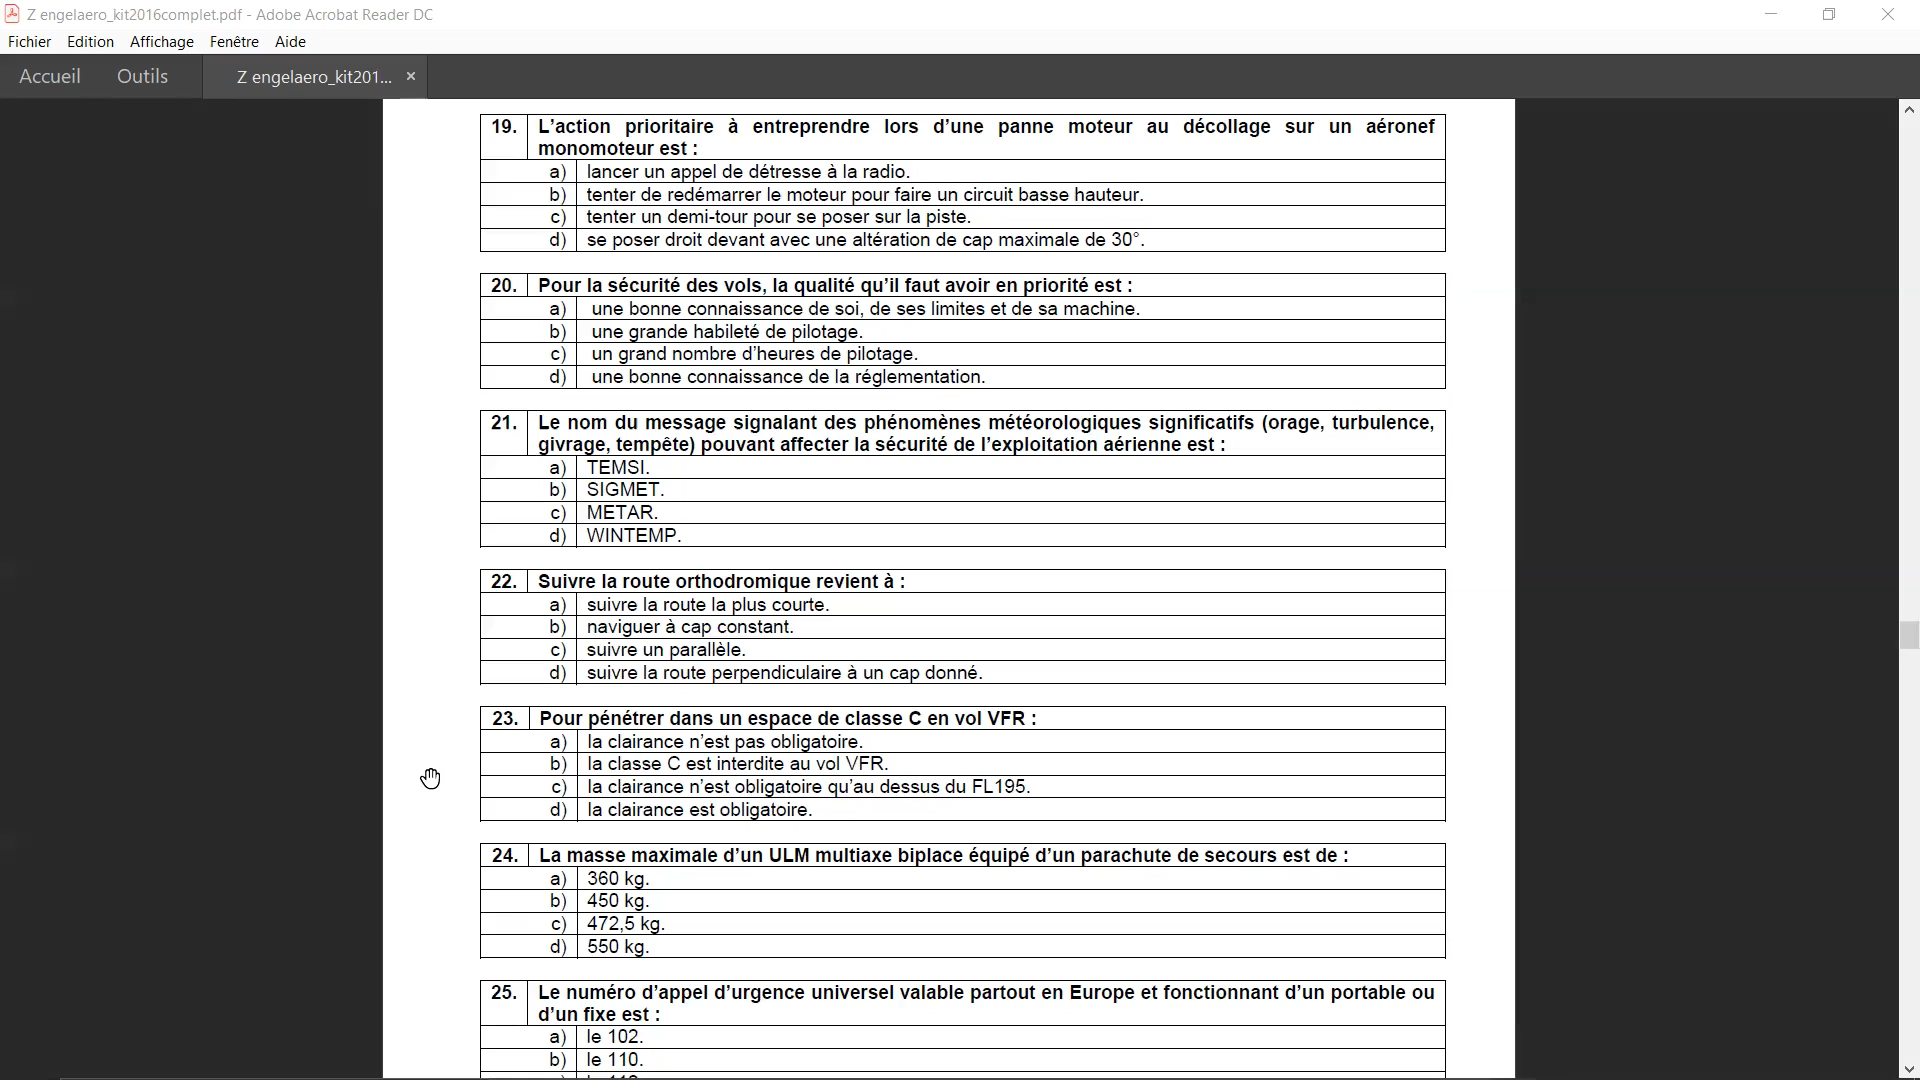 Z engelaero_kit2016complet.pdf - Adobe Acrobat Reader DC
Fichier Edition Affichage Fenêtre Aide
Accueil Outils Z engelaero_kit201... ×
19. L’action prioritaire à entreprendre lors d’une panne moteur au décollage sur un aéronef
monomoteur est :
a) lancer un appel de détresse à la radio.
b) tenter de redémarrer le moteur pour faire un circuit basse hauteur.
c) tenter un demi-tour pour se poser sur la piste.
d) se poser droit devant avec une altération de cap maximale de 30°.
20. Pour la sécurité des vols, la qualité qu’il faut avoir en priorité est :
a) une bonne connaissance de soi, de ses limites et de sa machine.
b) une grande habileté de pilotage.
c) un grand nombre d’heures de pilotage.
d) une bonne connaissance de la réglementation.
21. Le nom du message signalant des phénomènes météorologiques significatifs (orage, turbulence,
givrage, tempête) pouvant affecter la sécurité de l’exploitation aérienne est :
a) TEMSI.
b) SIGMET.
c) METAR.
d) WINTEMP.
22. Suivre la route orthodromique revient à :
a) suivre la route la plus courte.
b) naviguer à cap constant.
c) suivre un parallèle.
d) suivre la route perpendiculaire à un cap donné.
23. Pour pénétrer dans un espace de classe C en vol VFR :
a) la clairance n’est pas obligatoire.
b) la classe C est interdite au vol VFR.
c) la clairance n’est obligatoire qu’au dessus du FL195.
d) la clairance est obligatoire.
24. La masse maximale d’un ULM multiaxe biplace équipé d’un parachute de secours est de :
a) 360 kg.
b) 450 kg.
c) 472,5 kg.
d) 550 kg.
25. Le numéro d’appel d’urgence universel valable partout en Europe et fonctionnant d’un portable ou
d’un fixe est :
a) le 102.
b) le 110.